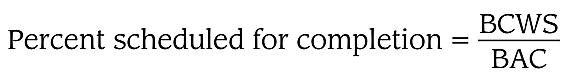 Percent scheduled for completion = BCWS / BAC